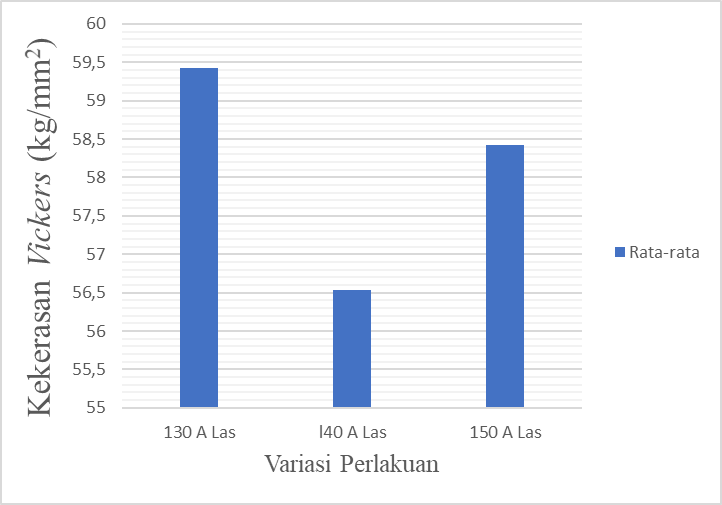 Kekerasan Vickers (kg/mm²)
60
59,5
59
58,5
58
57,5
57
56,5
56
55,5
55
130 A Las
I40 A Las
150 A Las
Variasi Perlakuan
Rata-rata